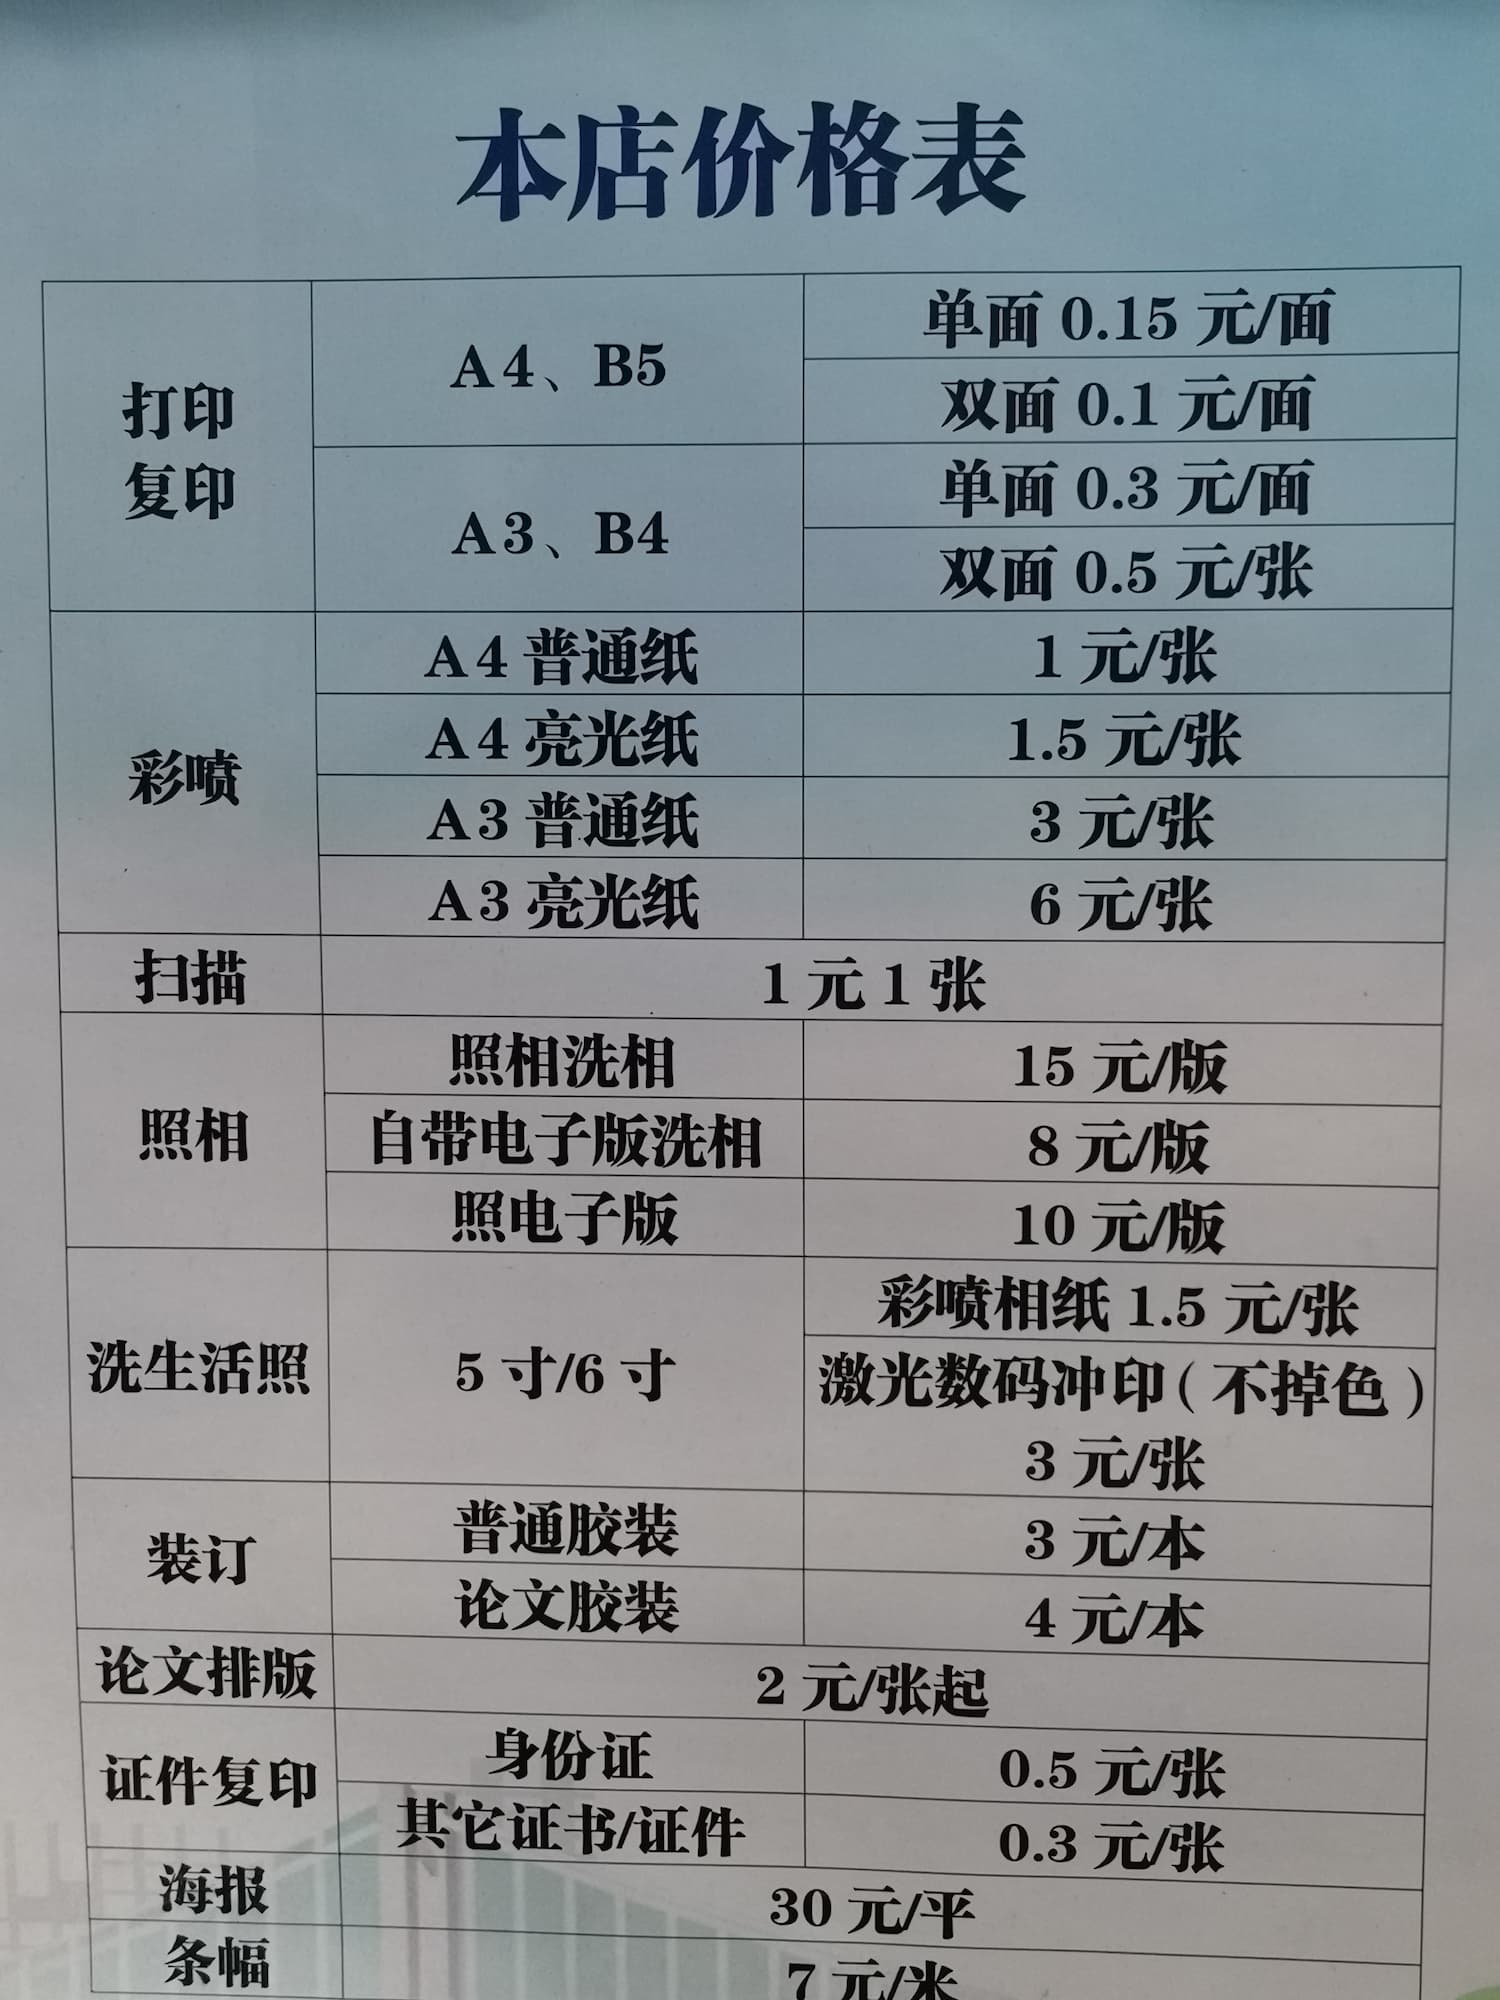 本店价格表
打印
复印
A4、B5
单面 0.15 元/面
双面 0.1 元/面
A3、B4
单面 0.3 元/面
双面 0.5 元/张
彩喷
A4 普通纸
1 元/张
A4 亮光纸
1.5 元/张
A3 普通纸
3 元/张
A3 亮光纸
6 元/张
扫描
1 元 1 张
照相
照相洗相
15 元/版
自带电子版洗相
8 元/版
照电子版
10 元/版
洗生活照
5 寸/6 寸
彩喷相纸 1.5 元/张
激光数码冲印(不掉色)
3 元/张
装订
普通胶装
3 元/本
论文胶装
4 元/本
论文排版
2 元/张起
证件复印
身份证
0.5 元/张
其它证书/证件
0.3 元/张
海报
30 元/平
条幅
7 元/米